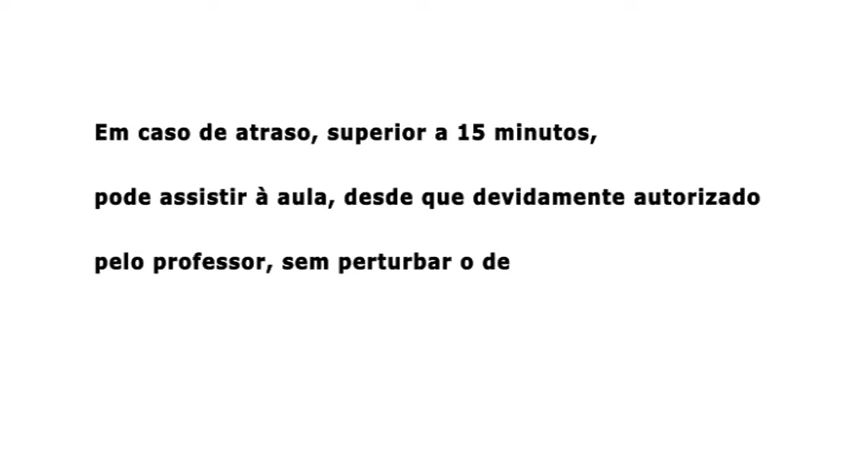 Em caso de atraso, superior a 15 minutos,
pode assistir à aula, desde que devidamente autorizado
pelo professor, sem perturbar o de